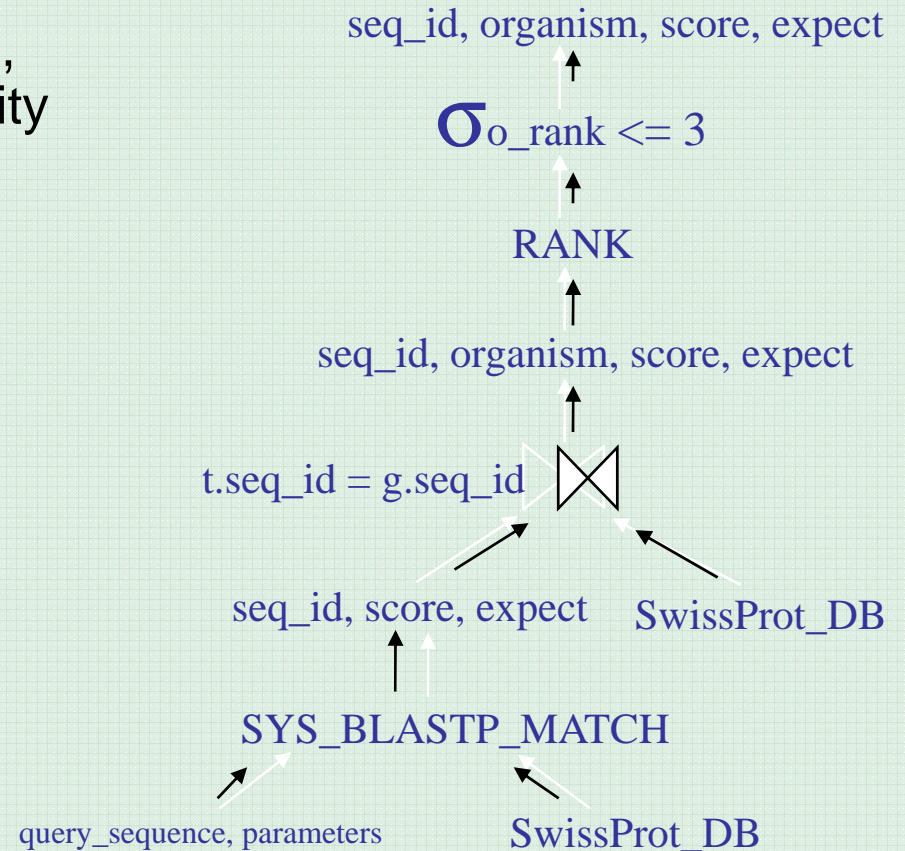 seq_id, organism, score, expect
,
ity
σo_rank <= 3
RANK
seq_id, organism, score, expect
t.seq_id = g.seq_id
seq_id, score, expect
SwissProt_DB
SYS_BLASTP_MATCH
query_sequence, parameters
SwissProt_DB